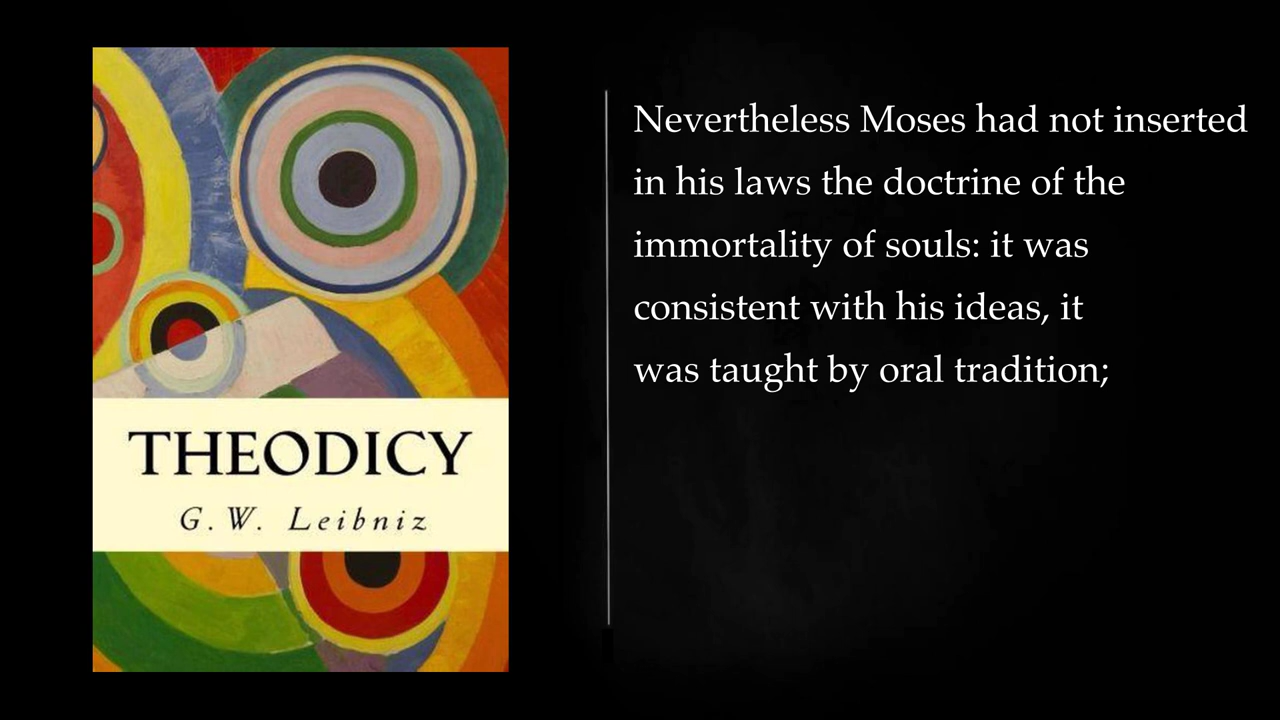 THEODICY
G. W. Leibniz
Nevertheless Moses had not inserted
in his laws the doctrine of the
immortality of souls: it was
consistent with his ideas, it
was taught by oral tradition;